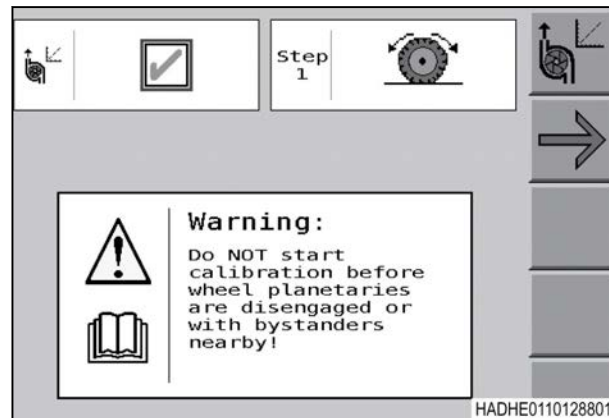 Step
1
Warning:
Do NOT start
calibration before
wheel planetaries
are disengaged or
with bystanders
nearby!
HADHE0110128801